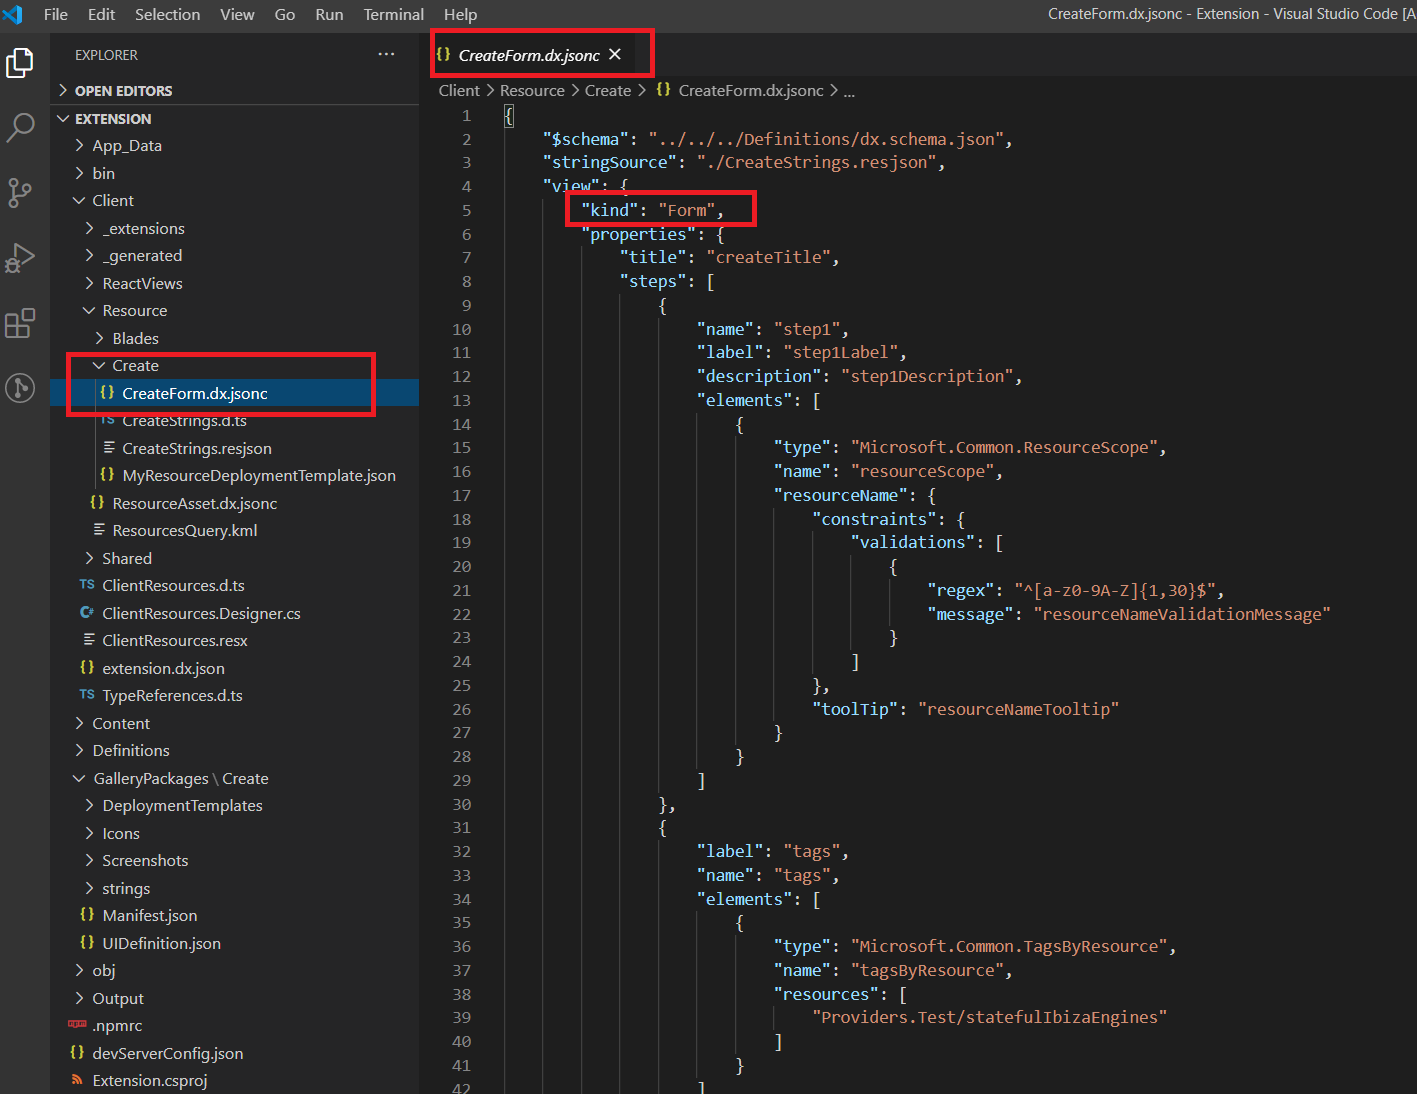 File Edit Selection View Go Run Terminal Help
CreateForm.dx.jsonc - Extension - Visual Studio Code [A
EXPLORER
OPEN EDITORS
EXTENSION
App_Data
bin
Client
_extensions
_generated
ReactViews
Resource
Blades
Create
{} CreateForm.dx.jsonc
TS CreateStrings.d.ts
CreateStrings.resjson
{} MyResourceDeploymentTemplate.json
{} ResourceAsset.dx.jsonc
ResourcesQuery.kml
Shared
TS ClientResources.d.ts
C# ClientResources.Designer.cs
ClientResources.resx
{} extension.dx.json
TS TypeReferences.d.ts
Content
Definitions
GalleryPackages \ Create
DeploymentTemplates
Icons
Screenshots
strings
{} Manifest.json
{} UIDefinition.json
obj
Output
npm .npmrc
{} devServerConfig.json
Extension.csproj
{} CreateForm.dx.jsonc
Client > Resource > Create > {} CreateForm.dx.jsonc > ...
1 {
2 "$schema": "../../../Definitions/dx.schema.json",
3 "stringSource": "./CreateStrings.resjson",
4 "view": {
5 "kind": "Form",
6 "properties": {
7 "title": "createTitle",
8 "steps": [
9 {
10 "name": "step1",
11 "label": "step1Label",
12 "description": "step1Description",
13 "elements": [
14 {
15 "type": "Microsoft.Common.ResourceScope",
16 "name": "resourceScope",
17 "resourceName": {
18 "constraints": {
19 "validations": [
20 {
21 "regex": "^[a-z0-9A-Z]{1,30}$",
22 "message": "resourceNameValidationMessage"
23 }
24 ]
25 },
26 "toolTip": "resourceNameTooltip"
27 }
28 }
29 ]
30 },
31 {
32 "label": "tags",
33 "name": "tags",
34 "elements": [
35 {
36 "type": "Microsoft.Common.TagsByResource",
37 "name": "tagsByResource",
38 "resources": [
39 "Providers.Test/statefulIbizaEngines"
40 ]
41 }
42 ]